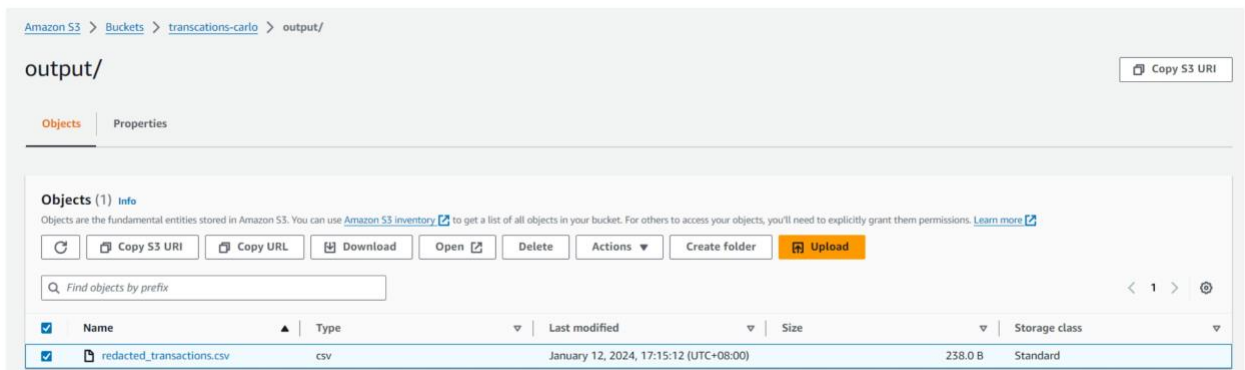 Amazon S3 > Buckets > transcations-carlo > output/
output/
Copy S3 URI
Objects Properties
Objects (1) Info
Objects are the fundamental entities stored in Amazon S3. You can use Amazon S3 inventory to get a list of all objects in your bucket. For others to access your objects, you'll need to explicitly grant them permissions. Learn more
Copy S3 URI Copy URL Download Open Delete Actions Create folder Upload
Find objects by prefix
< 1 >
Name Type Last modified Size Storage class
redacted_transactions.csv csv January 12, 2024, 17:15:12 (UTC+08:00) 238.0 B Standard